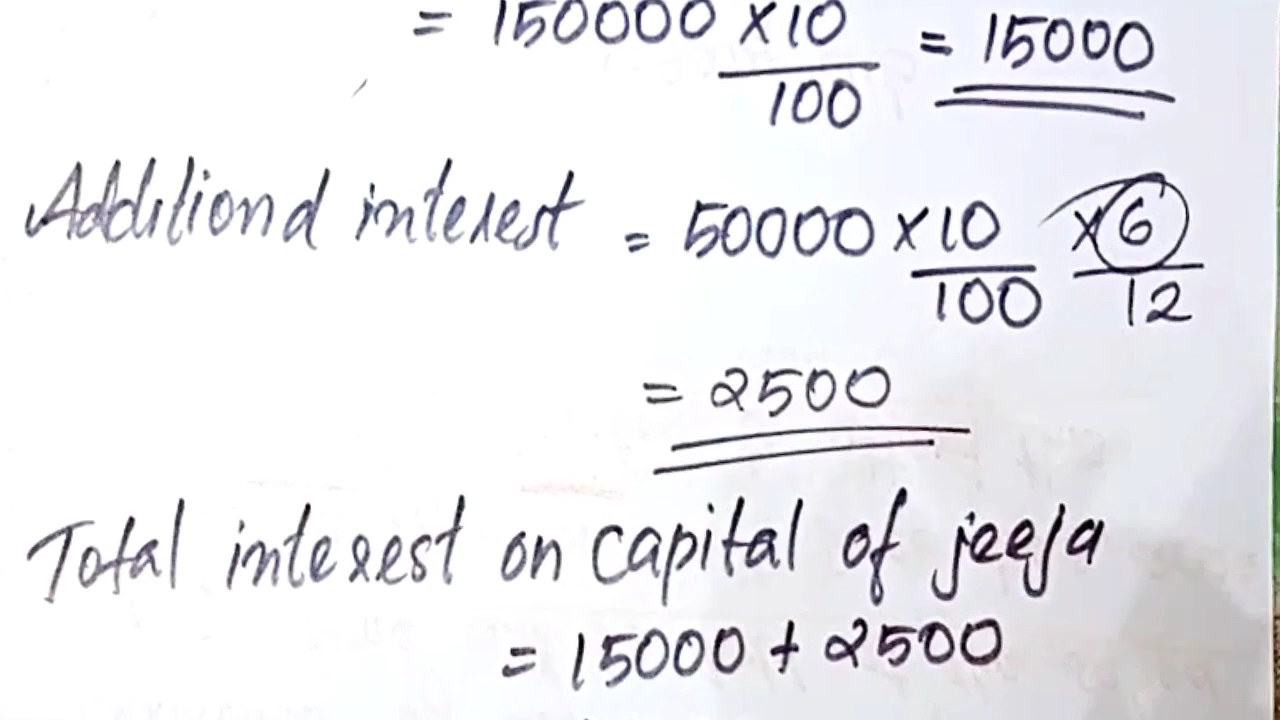 = 150000 × 10/100 = 15000
Additiond interest = 50000 × 10/100 × 6/12
= 2500
Total interest on capital of jeeja
= 15000 + 2500